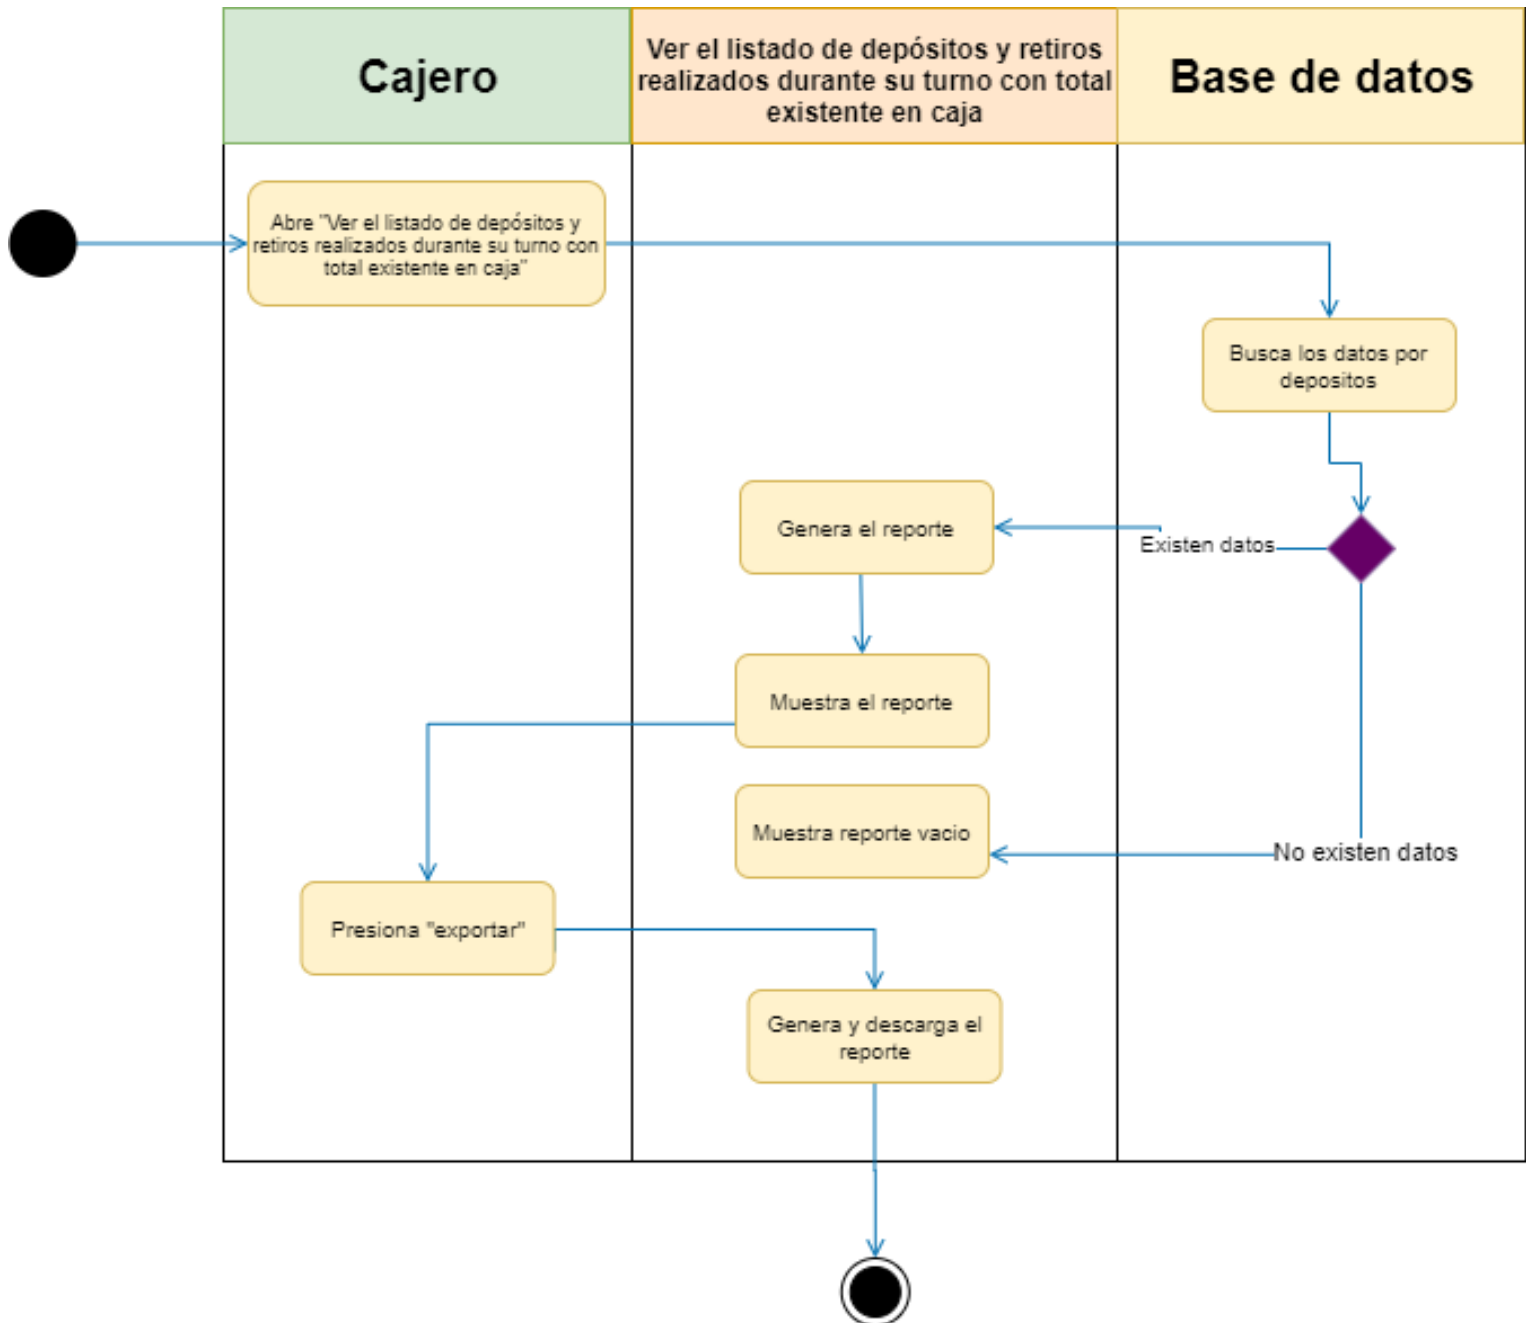 Cajero
Ver el listado de depósitos y retiros
realizados durante su turno con total
existente en caja
Base de datos
Abre "Ver el listado de depósitos y
retiros realizados durante su turno con
total existente en caja"
Busca los datos por
depositos
Genera el reporte
Existen datos
Muestra el reporte
Muestra reporte vacio
No existen datos
Presiona "exportar"
Genera y descarga el
reporte